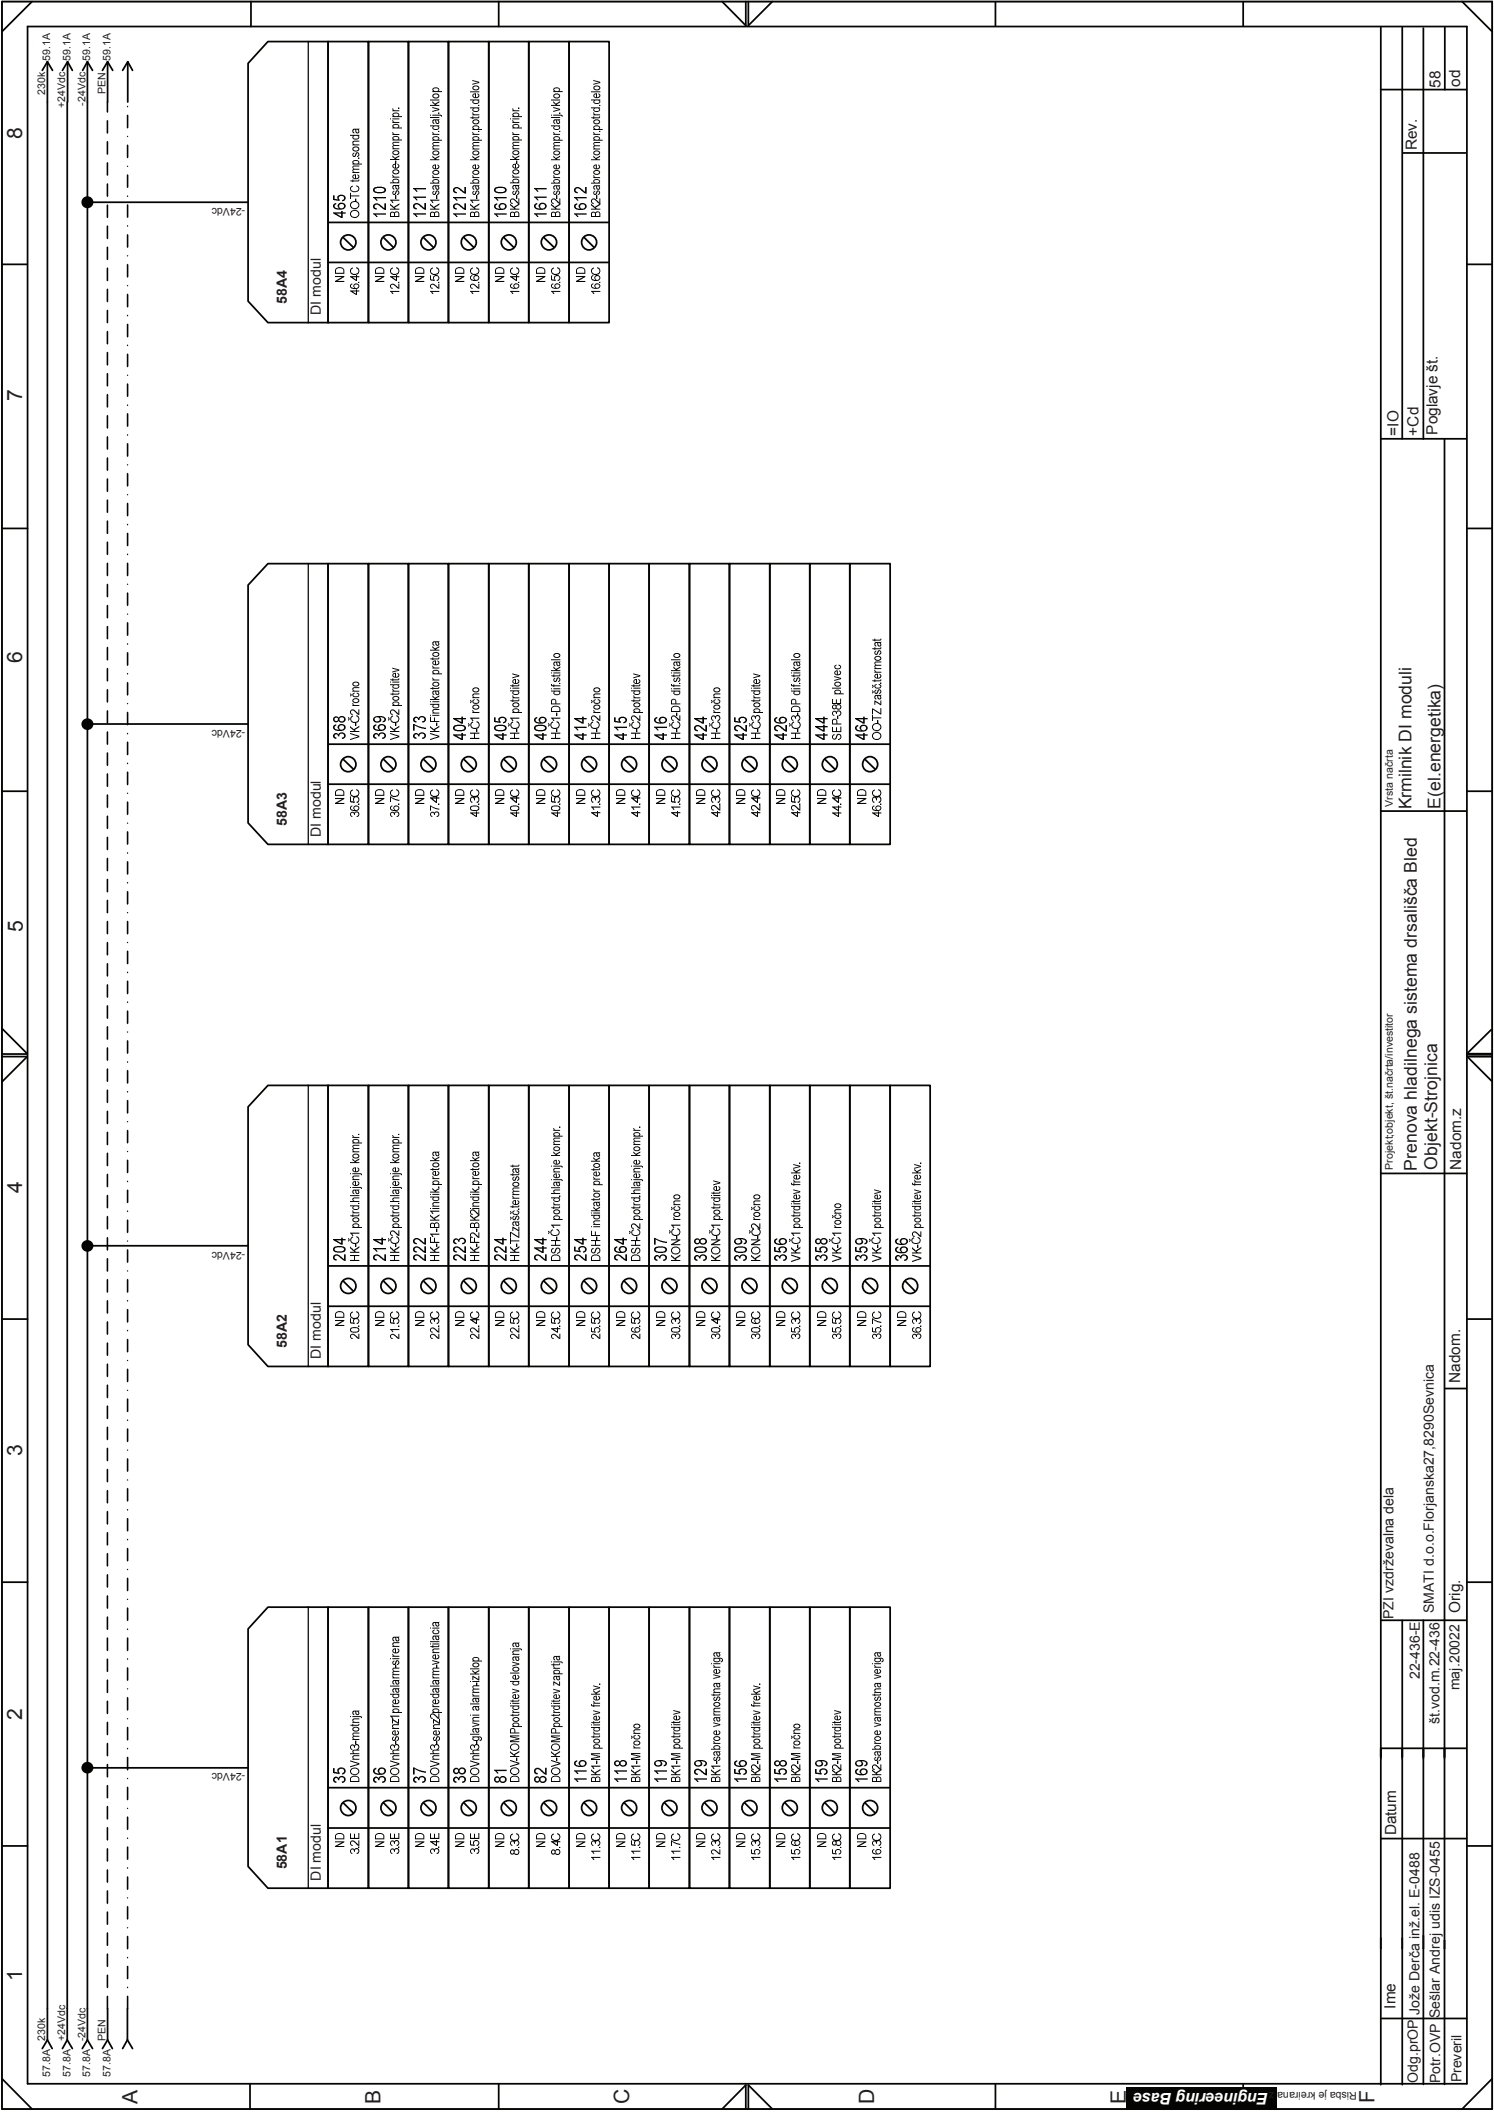 1 2 3 4 5 6 7 8
57.8A 230k 230k 59.1A
57.8A +24Vdc +24Vdc 59.1A
57.8A -24Vdc -24Vdc 59.1A
57.8A PEN PEN 59.1A
A
B
C
D
E
F
-24Vdc
58A1
DI modul
ND 3.2E 35 DOVnh3-motnja
ND 3.3E 36 DOVnh3-senz1predalarm-sirena
ND 3.4E 37 DOVnh3-senz2predalarm-ventilacia
ND 3.5E 38 DOVnh3-glavni alarm-izklop
ND 8.3C 81 DOV-KOMPpotrditev delovanja
ND 8.4C 82 DOV-KOMPpotrditev zaprtja
ND 11.3C 116 BK1-M potrditev frekv.
ND 11.5C 118 BK1-M ročno
ND 11.7C 119 BK1-M potrditev
ND 12.3C 129 BK1-sabroe varnostna veriga
ND 15.3C 156 BK2-M potrditev frekv.
ND 15.6C 158 BK2-M ročno
ND 15.8C 159 BK2-M potrditev
ND 16.3C 169 BK2-sabroe varnostna veriga
-24Vdc
58A2
DI modul
ND 20.5C 204 HK-Č1 potrd.hlajenje kompr.
ND 21.5C 214 HK-Č2 potrd.hlajenje kompr.
ND 22.3C 222 HK-F1-BK1indik.pretoka
ND 22.4C 223 HK-F2-BK2indik.pretoka
ND 22.5C 224 HK-TZzašč.termostat
ND 24.5C 244 DSH-Č1 potrd.hlajenje kompr.
ND 25.5C 254 DSH-F indikator pretoka
ND 26.5C 264 DSH-Č2 potrd.hlajenje kompr.
ND 30.3C 307 KON-Č1 ročno
ND 30.4C 308 KON-Č1 potrditev
ND 30.6C 309 KON-Č2 ročno
ND 35.3C 356 VK-Č1 potrditev frekv.
ND 35.5C 358 VK-Č1 ročno
ND 35.7C 359 VK-Č1 potrditev
ND 36.3C 366 VK-Č2 potrditev frekv.
-24Vdc
58A3
DI modul
ND 36.5C 368 VK-Č2 ročno
ND 36.7C 369 VK-Č2 potrditev
ND 37.4C 373 VK-Findikator pretoka
ND 40.3C 404 H-Č1 ročno
ND 40.4C 405 H-Č1 potrditev
ND 40.5C 406 H-Č1-DP dif.stikalo
ND 41.3C 414 H-Č2 ročno
ND 41.4C 415 H-Č2 potrditev
ND 41.5C 416 H-Č2-DP dif.stikalo
ND 42.3C 424 H-Č3 ročno
ND 42.4C 425 H-Č3 potrditev
ND 42.5C 426 H-Č3-DP dif.stikalo
ND 44.4C 444 SEP-38E plovec
ND 46.3C 464 OO-TZ zašč.termostat
-24Vdc
58A4
DI modul
ND 46.4C 465 OO-TC temp.sonda
ND 12.4C 1210 BK1-sabroe-kompr pripr.
ND 12.5C 1211 BK1-sabroe kompr.dalj.vklop
ND 12.6C 1212 BK1-sabroe kompr.potrd.delov
ND 16.4C 1610 BK2-sabroe-kompr pripr.
ND 16.5C 1611 BK2-sabroe kompr.dalj.vklop
ND 16.6C 1612 BK2-sabroe kompr.potrd.delov
Risba je kreirana Engineering Base
Ime Datum
Odg.prOP Jože Derča inž.el. E-0488
Potr.OVP Sešlar Andrej udis IZS-0455
Preveril
22-436-E
št.vod.m.22-436
maj.20022
PZI vzdrževalna dela
SMATI d.o.o.Florjanska27,8290Sevnica
Orig. Nadom. Nadom.z
Projekt,objekt, št.načrta/investitor
Prenova hladilnega sistema drsališča Bled
Objekt-Strojnica
Vrsta načrta
Krmilnik DI moduli
E(el.energetika)
=IO
+Cd Rev.
Poglavje št. 58
od